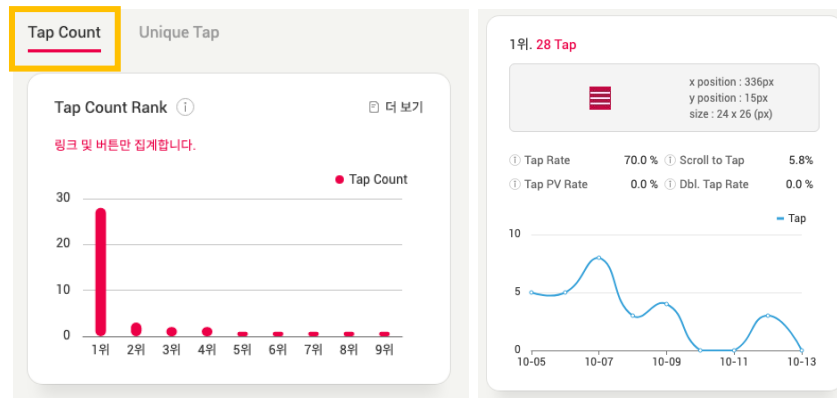 Tap Count
Unique Tap
Tap Count Rank
더 보기
링크 및 버튼만 집계합니다.
Tap Count
30
20
10
0
1위 2위 3위 4위 5위 6위 7위 8위 9위
1위. 28 Tap
x position : 336px
y position : 15px
size : 24 x 26 (px)
Tap Rate 70.0 % Scroll to Tap 5.8%
Tap PV Rate 0.0 % Dbl. Tap Rate 0.0 %
Tap
10
5
0
10-05 10-07 10-09 10-11 10-13